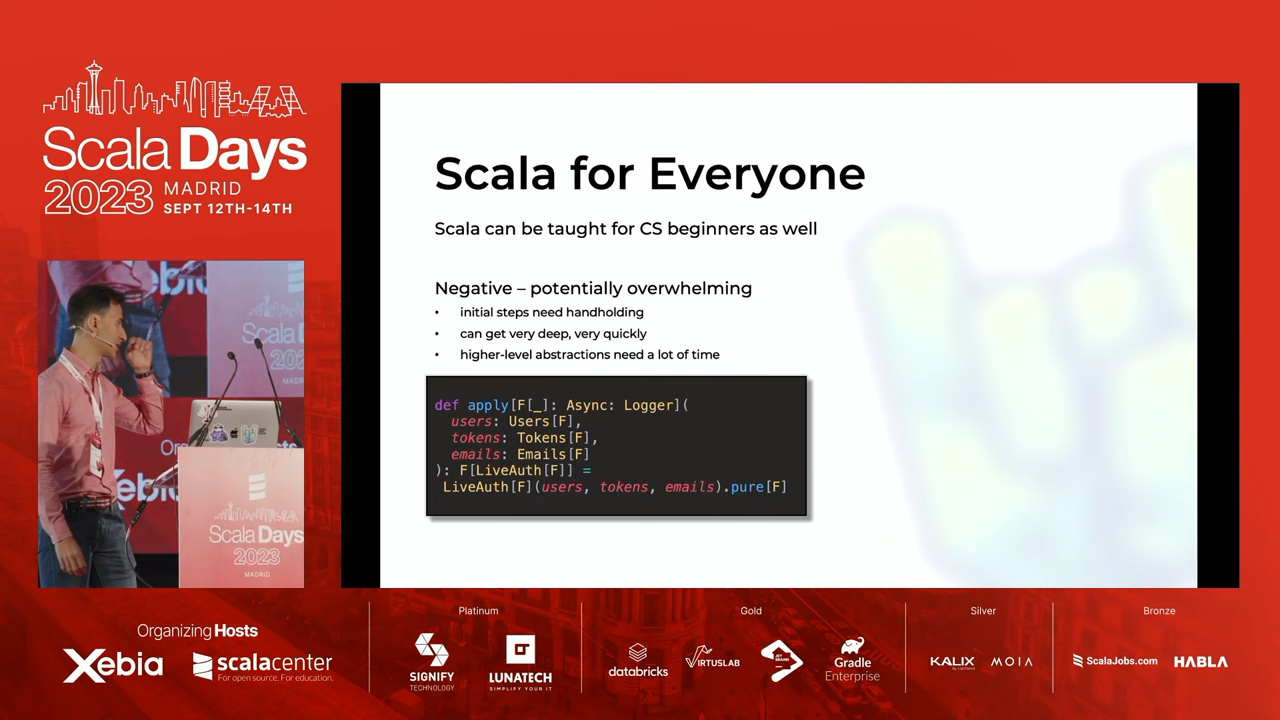 Scala Days
2023 MADRID
SEPT 12TH-14TH
Scala for Everyone
Scala can be taught for CS beginners as well
Negative – potentially overwhelming
• initial steps need handholding
• can get very deep, very quickly
• higher-level abstractions need a lot of time
def apply[F[_]: Async: Logger](
users: Users[F],
tokens: Tokens[F],
emails: Emails[F]
): F[LiveAuth[F]] =
LiveAuth[F](users, tokens, emails).pure[F]
Scala Days
2023
MADRID
Organizing Hosts
Xebia
scalacenter
For open source. For education.
Platinum
SIGNIFY
TECHNOLOGY
LUNATECH
SIMPLIFY YOUR IT
Gold
databricks
VIRTUSLAB
JET
BRAINS
Gradle
Enterprise
Silver
KALIX
by Lightbend
MOIA
Bronze
ScalaJobs.com
HABLA